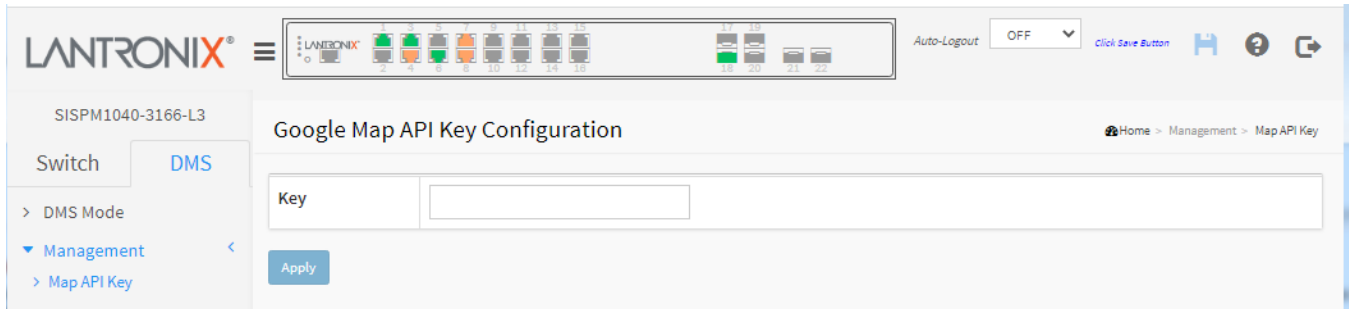 LANTRONIX®
LANTRONIX
1 3 5 7 9 11 13 15 17 19
2 4 6 8 10 12 14 16 18 20 21 22
Auto-Logout OFF Click Save Button
SISPM1040-3166-L3
Switch DMS
> DMS Mode
Management
> Map API Key
Google Map API Key Configuration
Home > Management > Map API Key
Key
Apply